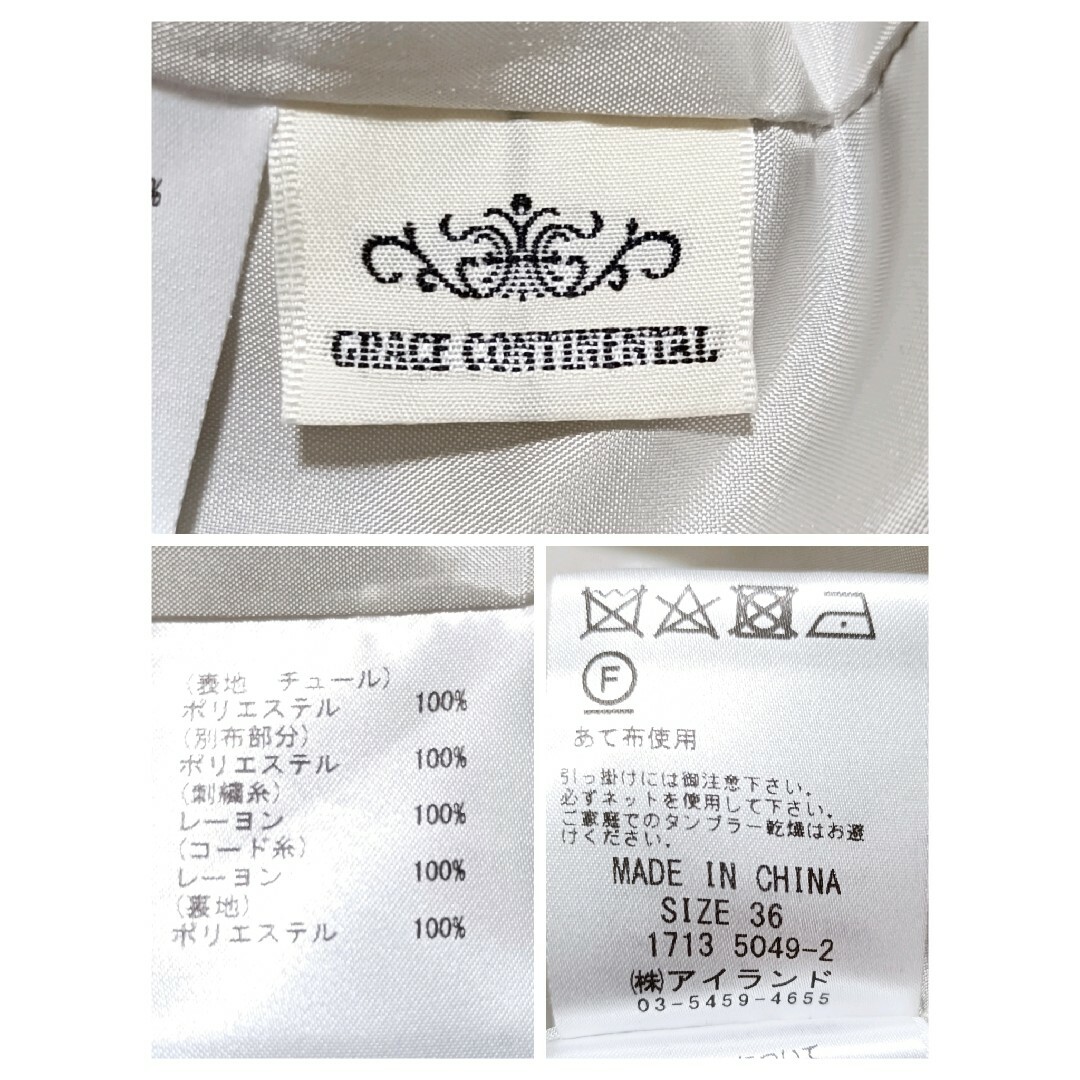 %
GRACE CONTINENTAL
(表地 チュール)
ポリエステル 100%
(別布部分)
ポリエステル 100%
(刺繍糸)
レーヨン 100%
(コード糸)
レーヨン 100%
(裏地)
ポリエステル 100%
F
あて布使用
引っ掛けには御注意下さい。
必ずネットを使用して下さい。
ご家庭でのタンブラー乾燥はお避
けください。
MADE IN CHINA
SIZE 36
1713 5049-2
㈱アイランド
03-5459-4655
について